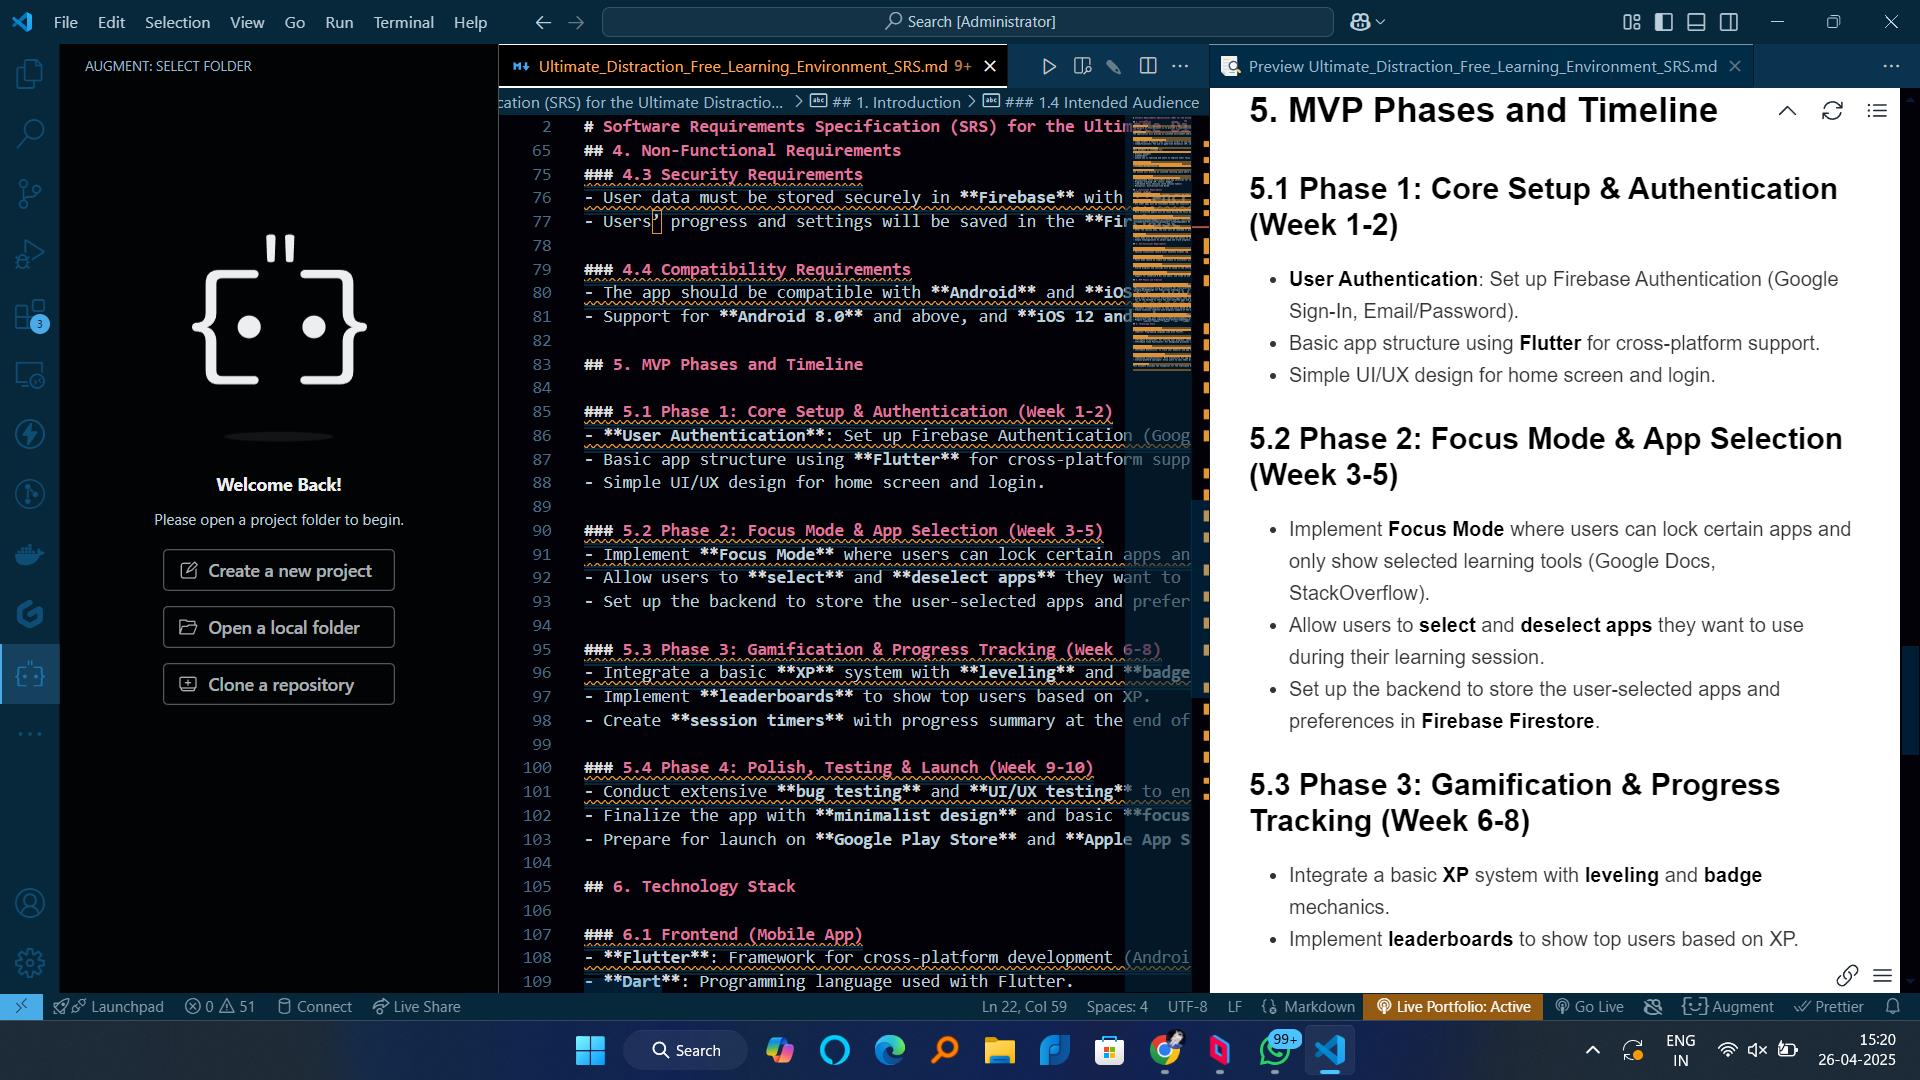 File Edit Selection View Go Run Terminal Help
Search [Administrator]
AUGMENT: SELECT FOLDER
Welcome Back!
Please open a project folder to begin.
Create a new project
Open a local folder
Clone a repository
3
Ultimate_Distraction_Free_Learning_Environment_SRS.md 9+
cation (SRS) for the Ultimate Distractio... > ## 1. Introduction > ### 1.4 Intended Audience
2 # Software Requirements Specification (SRS) for the Ultim
65 ## 4. Non-Functional Requirements
75 ### 4.3 Security Requirements
76 - User data must be stored securely in **Firebase** with
77 - Users’ progress and settings will be saved in the **Fir
78
79 ### 4.4 Compatibility Requirements
80 - The app should be compatible with **Android** and **iOS
81 - Support for **Android 8.0** and above, and **iOS 12 and
82
83 ## 5. MVP Phases and Timeline
84
85 ### 5.1 Phase 1: Core Setup & Authentication (Week 1-2)
86 - **User Authentication**: Set up Firebase Authentication (Goog
87 - Basic app structure using **Flutter** for cross-platform supp
88 - Simple UI/UX design for home screen and login.
89
90 ### 5.2 Phase 2: Focus Mode & App Selection (Week 3-5)
91 - Implement **Focus Mode** where users can lock certain apps an
92 - Allow users to **select** and **deselect apps** they want to
93 - Set up the backend to store the user-selected apps and prefer
94
95 ### 5.3 Phase 3: Gamification & Progress Tracking (Week 6-8)
96 - Integrate a basic **XP** system with **leveling** and **badge
97 - Implement **leaderboards** to show top users based on XP.
98 - Create **session timers** with progress summary at the end of
99
100 ### 5.4 Phase 4: Polish, Testing & Launch (Week 9-10)
101 - Conduct extensive **bug testing** and **UI/UX testing** to en
102 - Finalize the app with **minimalist design** and basic **focus
103 - Prepare for launch on **Google Play Store** and **Apple App S
104
105 ## 6. Technology Stack
106
107 ### 6.1 Frontend (Mobile App)
108 - **Flutter**: Framework for cross-platform development (Androi
109 - **Dart**: Programming language used with Flutter.
Preview Ultimate_Distraction_Free_Learning_Environment_SRS.md
5. MVP Phases and Timeline
5.1 Phase 1: Core Setup & Authentication
(Week 1-2)
• User Authentication: Set up Firebase Authentication (Google
Sign-In, Email/Password).
• Basic app structure using Flutter for cross-platform support.
• Simple UI/UX design for home screen and login.
5.2 Phase 2: Focus Mode & App Selection
(Week 3-5)
• Implement Focus Mode where users can lock certain apps and
only show selected learning tools (Google Docs,
StackOverflow).
• Allow users to select and deselect apps they want to use
during their learning session.
• Set up the backend to store the user-selected apps and
preferences in Firebase Firestore.
5.3 Phase 3: Gamification & Progress
Tracking (Week 6-8)
• Integrate a basic XP system with leveling and badge
mechanics.
• Implement leaderboards to show top users based on XP.
Launchpad 0 51 Connect Live Share Ln 22, Col 59 Spaces: 4 UTF-8 LF Markdown Live Portfolio: Active Go Live Augment Prettier
Search
99+
ENG
IN
15:20
26-04-2025